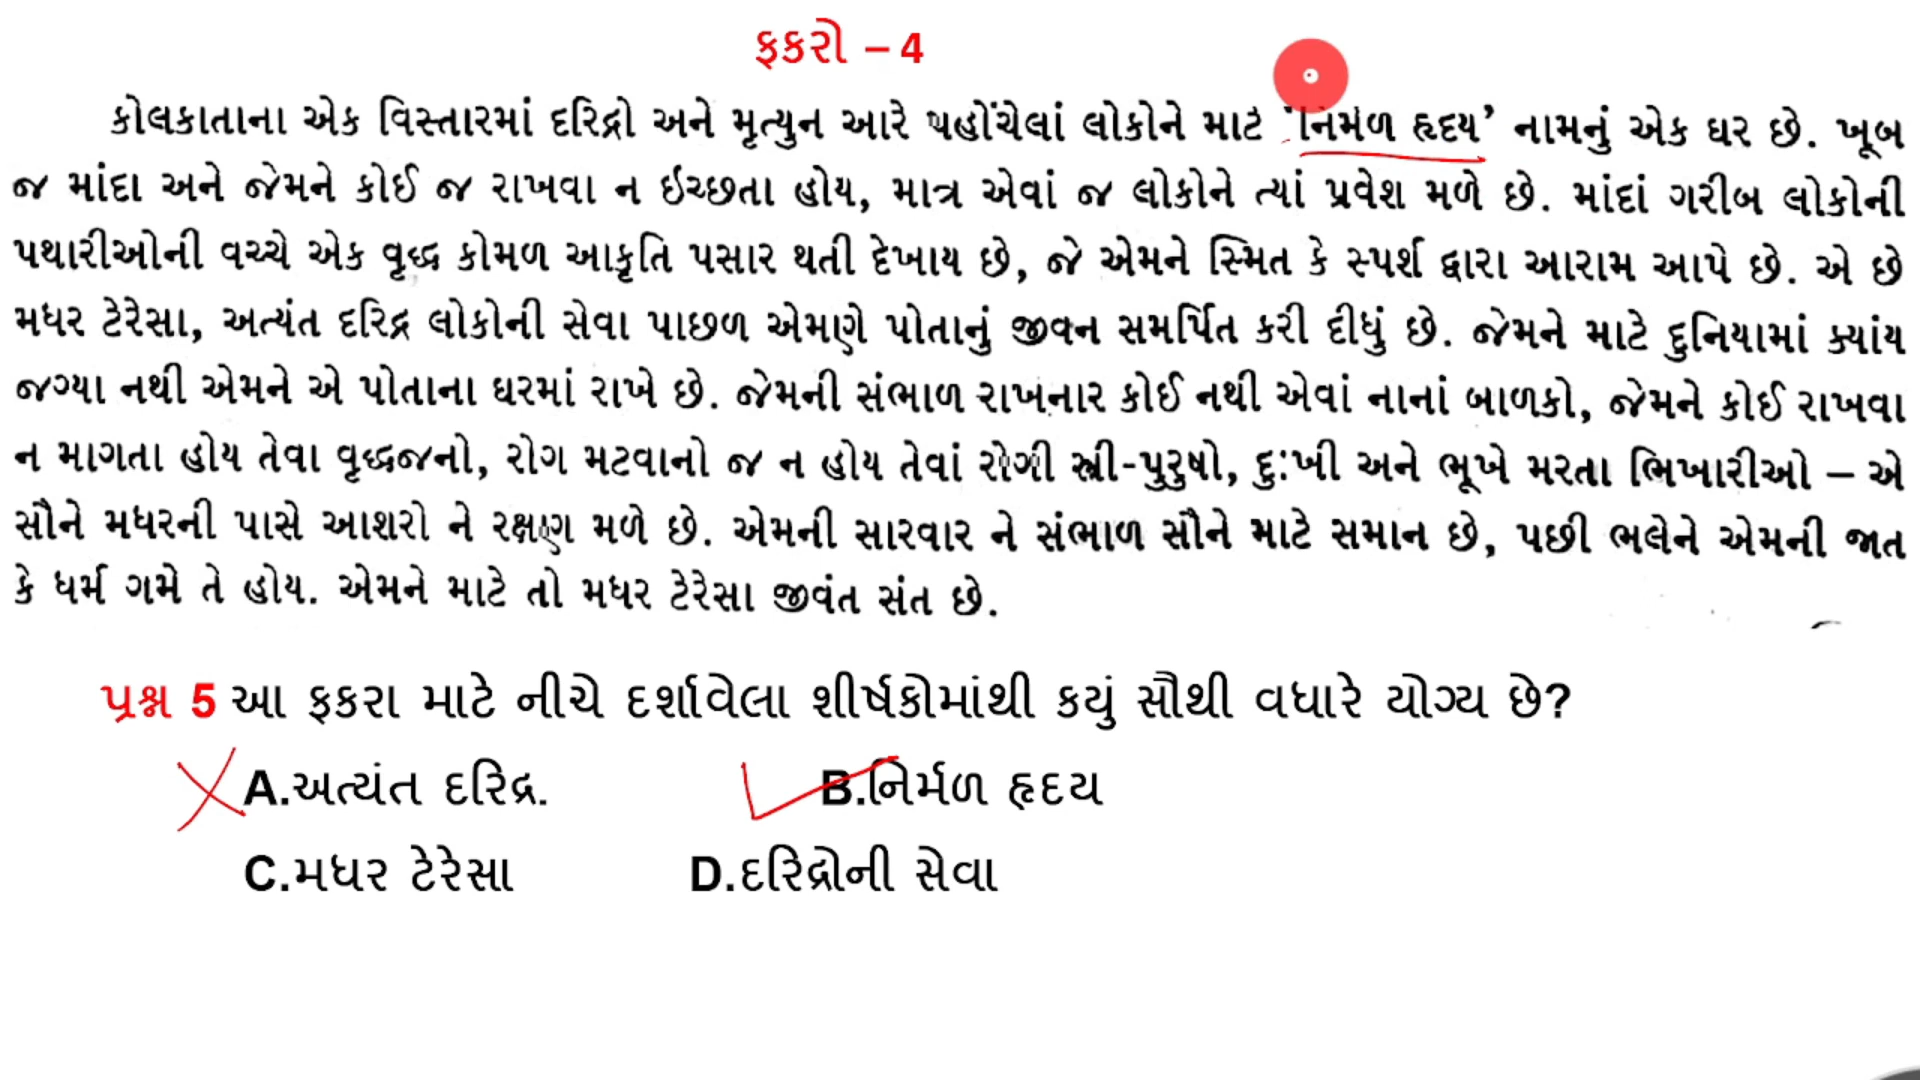 ફકરો – 4
કોલકાતાના એક વિસ્તારમાં દરિદ્રો અને મૃત્યુન આરે પહોંચેલાં લોકોને માટે ‘નિર્મળ હૃદય’ નામનું એક ઘર છે. ખૂબ
જ માંદા અને જેમને કોઈ જ રાખવા ન ઇચ્છતા હોય, માત્ર એવાં જ લોકોને ત્યાં પ્રવેશ મળે છે. માંદાં ગરીબ લોકોની
પથારીઓની વચ્ચે એક વૃદ્ધ કોમળ આકૃતિ પસાર થતી દેખાય છે, જે એમને સ્મિત કે સ્પર્શ દ્વારા આરામ આપે છે. એ છે
મધર ટેરેસા, અત્યંત દરિદ્ર લોકોની સેવા પાછળ એમણે પોતાનું જીવન સમર્પિત કરી દીધું છે. જેમને માટે દુનિયામાં ક્યાંય
જગ્યા નથી એમને એ પોતાના ઘરમાં રાખે છે. જેમની સંભાળ રાખનાર કોઈ નથી એવાં નાનાં બાળકો, જેમને કોઈ રાખવા
ન માગતા હોય તેવા વૃદ્ધજનો, રોગ મટવાનો જ ન હોય તેવાં રોગી સ્ત્રી-પુરુષો, દુઃખી અને ભૂખે મરતા ભિખારીઓ – એ
સૌને મધરની પાસે આશરો ને રક્ષણ મળે છે. એમની સારવાર ને સંભાળ સૌને માટે સમાન છે, પછી ભલેને એમની જાત
કે ધર્મ ગમે તે હોય. એમને માટે તો મધર ટેરેસા જીવંત સંત છે.
પ્રશ્ન 5 આ ફકરા માટે નીચે દર્શાવેલા શીર્ષકોમાંથી કયું સૌથી વધારે યોગ્ય છે?
A.અત્યંત દરિદ્ર. B.નિર્મળ હૃદય
C.મધર ટેરેસા D.દરિદ્રોની સેવા